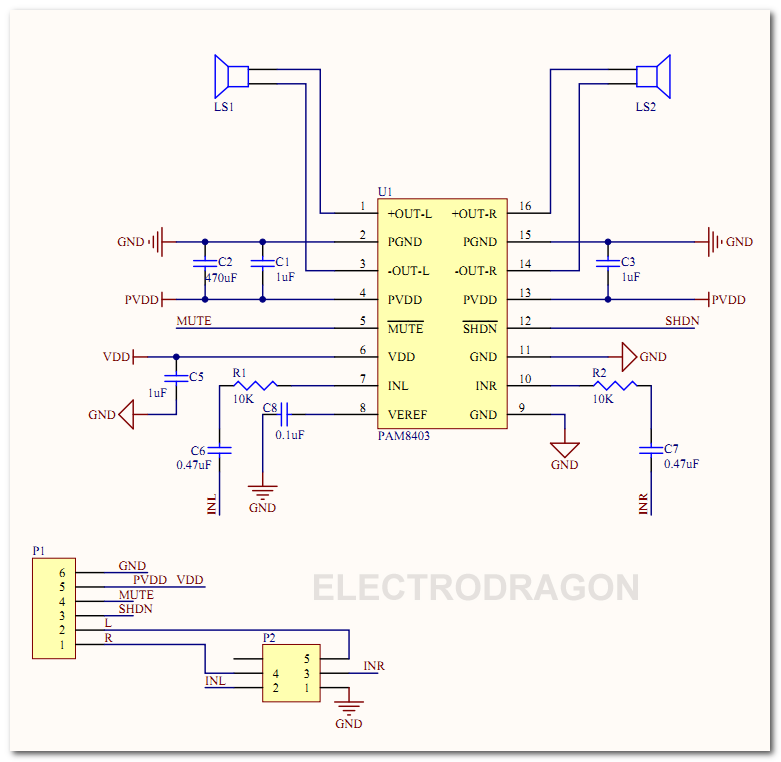 LS1
LS2
U1
1 +OUT-L +OUT-R 16
GND 2 PGND PGND 15 GND
C2 470uF C1 1uF C3 1uF
3 -OUT-L -OUT-R 14
PVDD 4 PVDD PVDD 13 PVDD
MUTE 5 MUTE SHDN 12 SHDN
VDD 6 VDD GND 11 GND
C5 1uF
R1 10K 7 INL INR 10 R2 10K
GND C8 0.1uF 8 VEREF GND 9
PAM8403
C6 0.47uF C7 0.47uF
GND
INL GND INR
P1
6 GND
5 PVDD VDD
4 MUTE
3 SHDN
2 L
1 R
ELECTRODRAGON
P2
5
4 3 INR
INL 2 1
GND